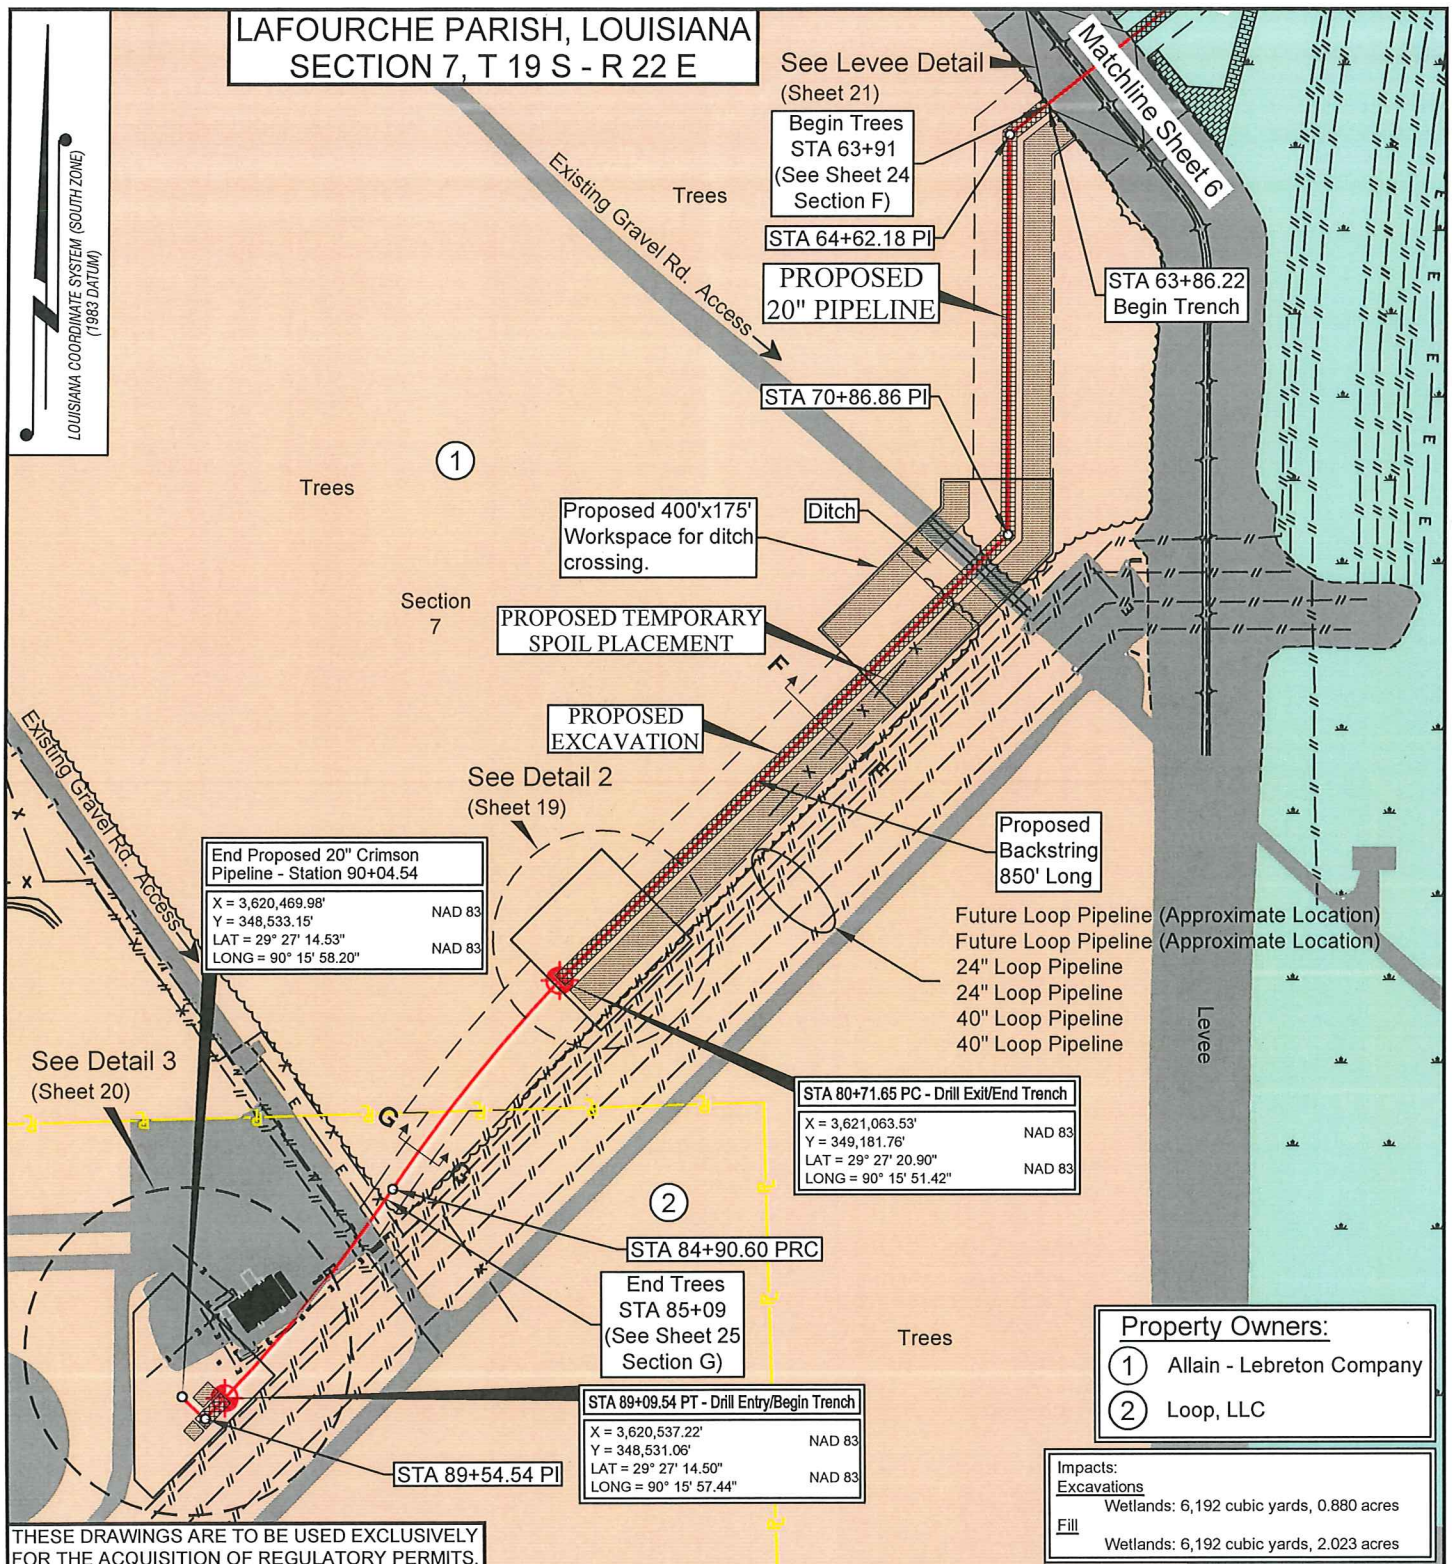 LAFOURCHE PARISH, LOUISIANA
SECTION 7, T 19 S - R 22 E
LOUISIANA COORDINATE SYSTEM (SOUTH ZONE)
(1983 DATUM)
See Levee Detail
(Sheet 21)
Matchline Sheet 6
Begin Trees
STA 63+91
(See Sheet 24
Section F)
Trees
Existing Gravel Rd. Access
STA 64+62.18 PI
PROPOSED
20" PIPELINE
STA 63+86.22
Begin Trench
STA 70+86.86 PI
1
Trees
Proposed 400'x175'
Workspace for ditch
crossing.
Ditch
Section
7
PROPOSED TEMPORARY
SPOIL PLACEMENT
F
F
PROPOSED
EXCAVATION
Existing Gravel Rd. Access
See Detail 2
(Sheet 19)
Proposed
Backstring
850' Long
End Proposed 20" Crimson
Pipeline - Station 90+04.54
X = 3,620,469.98'
Y = 348,533.15'
NAD 83
LAT = 29° 27' 14.53"
LONG = 90° 15' 58.20"
NAD 83
Future Loop Pipeline (Approximate Location)
Future Loop Pipeline (Approximate Location)
24" Loop Pipeline
24" Loop Pipeline
40" Loop Pipeline
40" Loop Pipeline
Levee
See Detail 3
(Sheet 20)
STA 80+71.65 PC - Drill Exit/End Trench
X = 3,621,063.53'
Y = 349,181.76'
NAD 83
LAT = 29° 27' 20.90"
LONG = 90° 15' 51.42"
NAD 83
G
G
2
STA 84+90.60 PRC
End Trees
STA 85+09
(See Sheet 25
Section G)
Trees
Property Owners:
1 Allain - Lebreton Company
2 Loop, LLC
STA 89+09.54 PT - Drill Entry/Begin Trench
X = 3,620,537.22'
Y = 348,531.06'
NAD 83
LAT = 29° 27' 14.50"
LONG = 90° 15' 57.44"
NAD 83
STA 89+54.54 PI
Impacts:
Excavations
Wetlands: 6,192 cubic yards, 0.880 acres
Fill
Wetlands: 6,192 cubic yards, 2.023 acres
THESE DRAWINGS ARE TO BE USED EXCLUSIVELY
FOR THE ACQUISITION OF REGULATORY PERMITS.